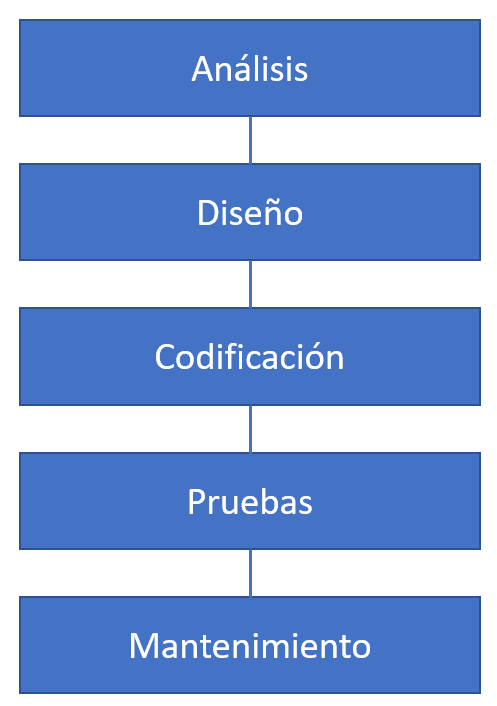 Análisis
Diseño
Codificación
Pruebas
Mantenimiento